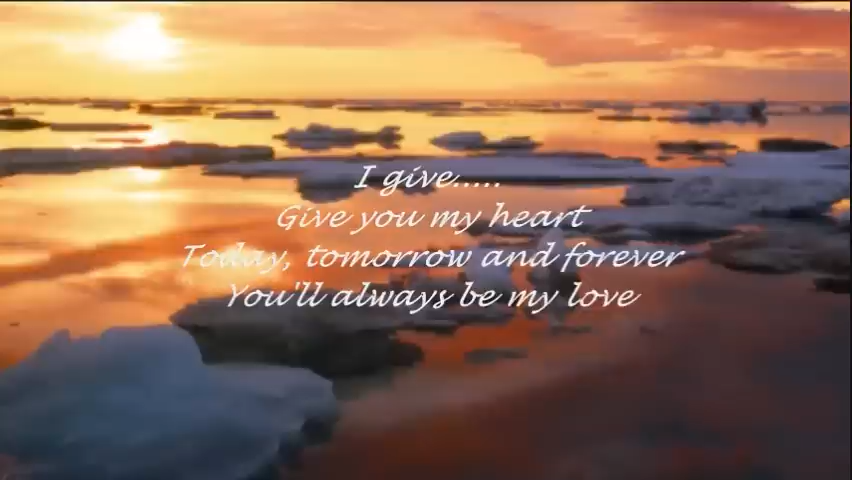 I give.....
Give you my heart
Today, tomorrow and forever
You'll always be my love